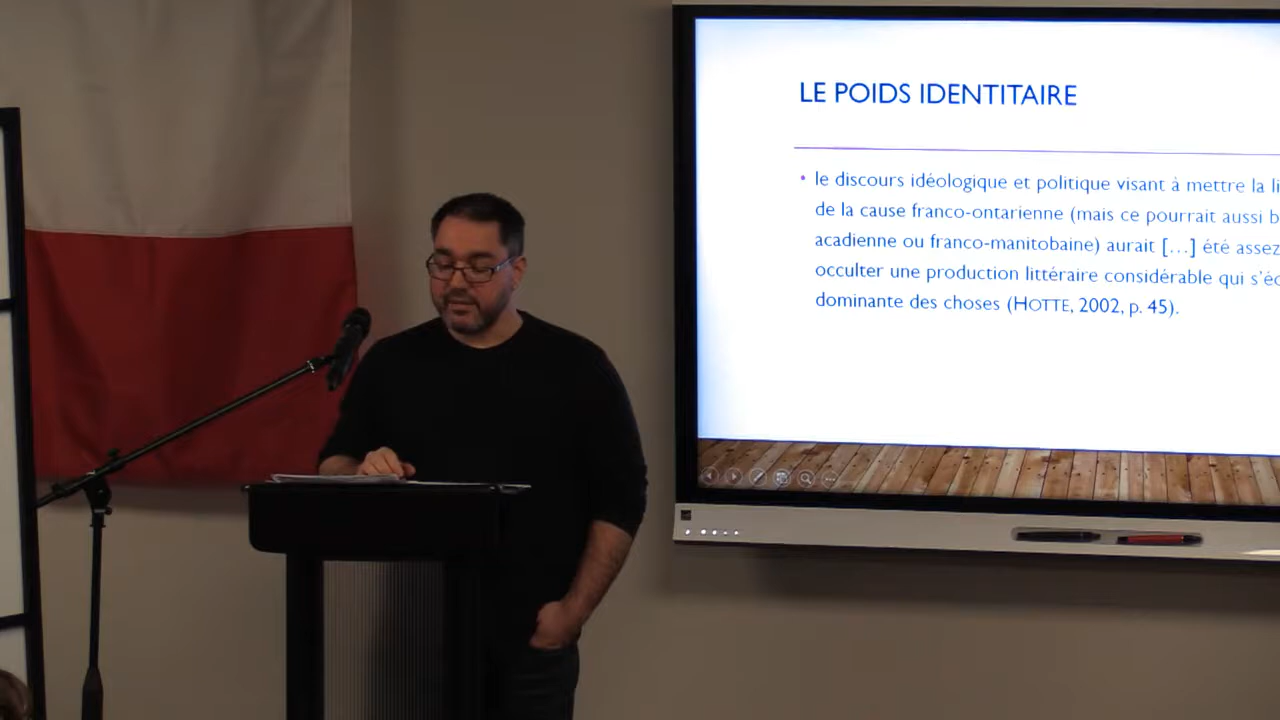 LE POIDS IDENTITAIRE
• le discours idéologique et politique visant à mettre la
de la cause franco-ontarienne (mais ce pourrait aussi
acadienne ou franco-manitobaine) aurait […] été assez
occulter une production littéraire considérable qui
dominante des choses (HOTTE, 2002, p. 45).